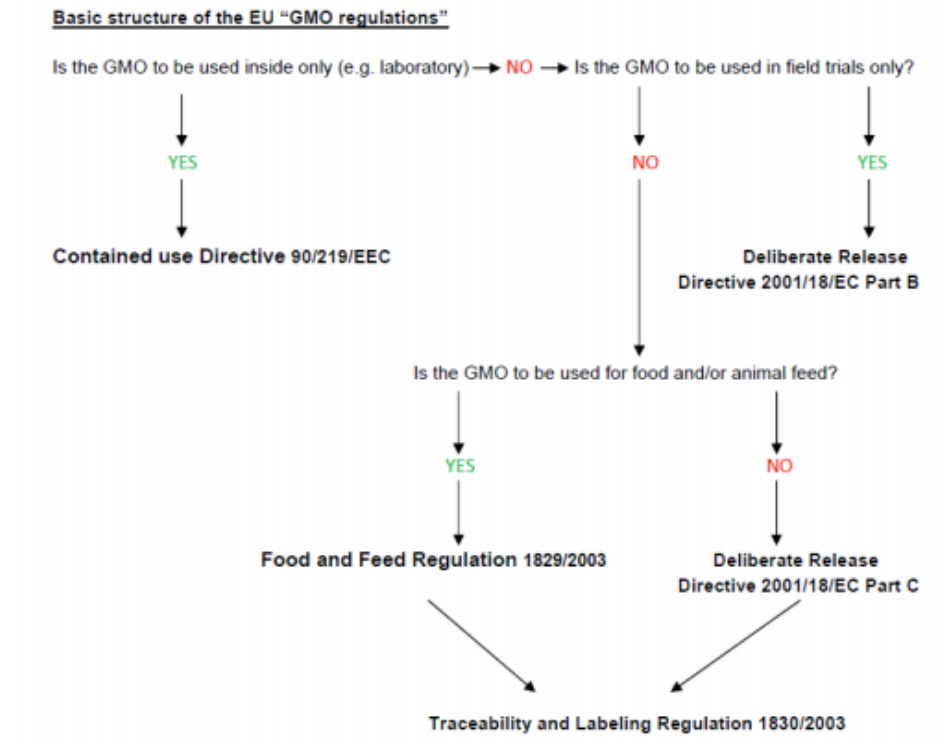 Basic structure of the EU “GMO regulations”
Is the GMO to be used inside only (e.g. laboratory) NO Is the GMO to be used in field trials only?
YES NO YES
Contained use Directive 90/219/EEC
Deliberate Release
Directive 2001/18/EC Part B
Is the GMO to be used for food and/or animal feed?
YES NO
Food and Feed Regulation 1829/2003
Deliberate Release
Directive 2001/18/EC Part C
Traceability and Labeling Regulation 1830/2003